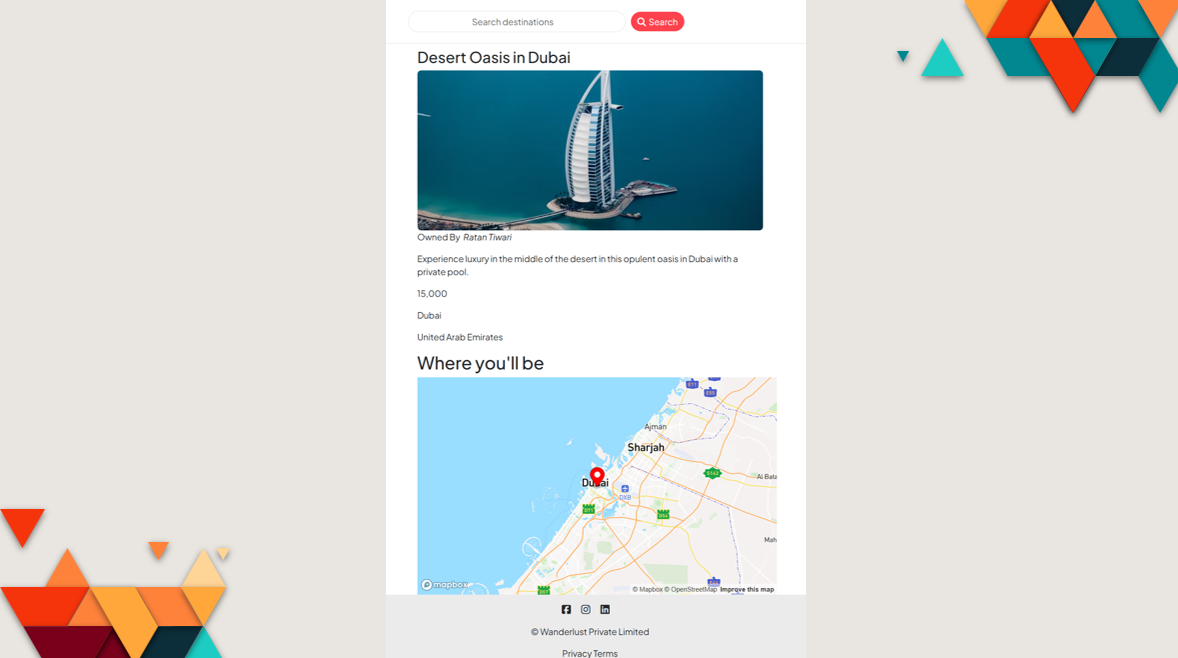 Search destinations
Search
Desert Oasis in Dubai
Owned By Ratan Tiwari
Experience luxury in the middle of the desert in this opulent oasis in Dubai with a
private pool.
15,000
Dubai
United Arab Emirates
Where you'll be
E11
Ajman
Sharjah
Dubai
DXB
Al Bata
Mah
mapbox
© Mapbox © OpenStreetMap Improve this map
© Wanderlust Private Limited
Privacy Terms